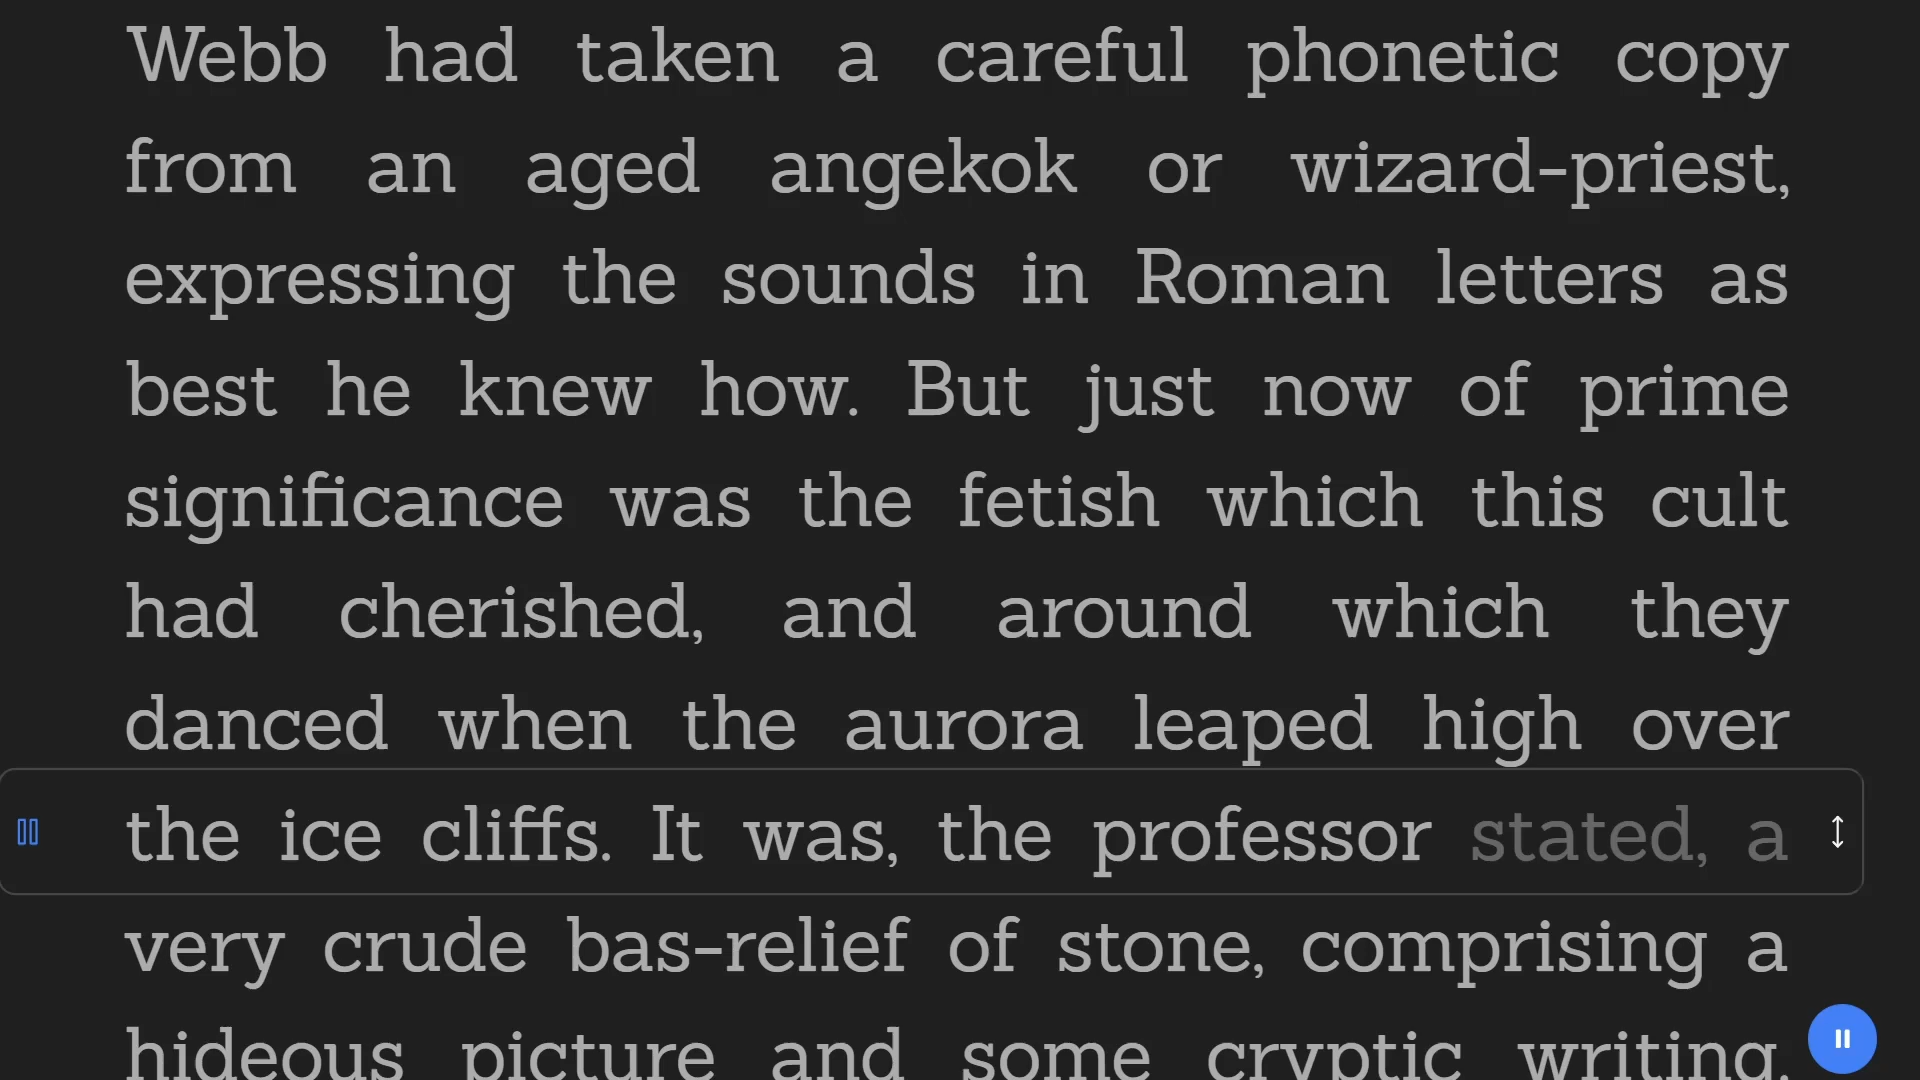 Webb had taken a careful phonetic copy
from an aged angekok or wizard-priest,
expressing the sounds in Roman letters as
best he knew how. But just now of prime
significance was the fetish which this cult
had cherished, and around which they
danced when the aurora leaped high over
the ice cliffs. It was, the professor stated, a
very crude bas-relief of stone, comprising a
hideous picture and some cryptic writing.